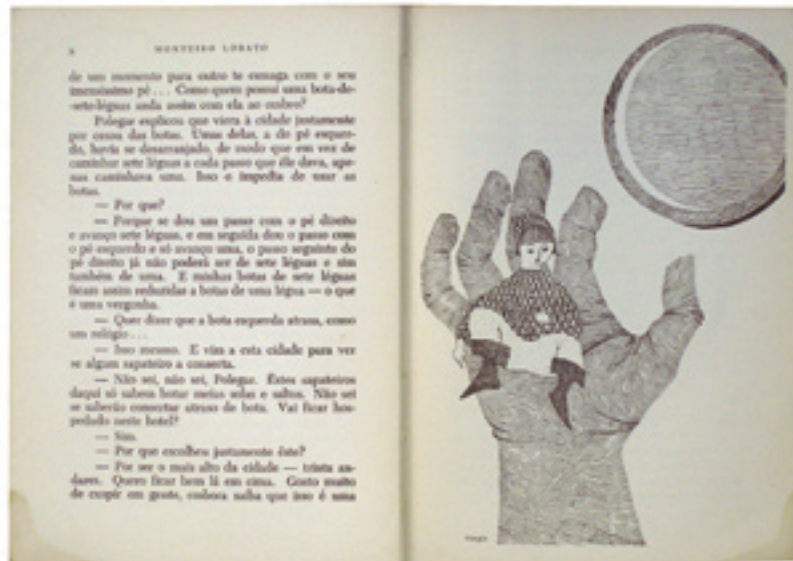 MONTEIRO LOBATO
de um momento para outro te esmaga com o seu
imensíssimo pé... Como quem possui uma bota-de-
-sete-léguas anda assim com ela ao ombro?
Polegar explicou que viera à cidade justamente
por causa das botas. Umas delas, a do pé esquer-
do, havia se desarranjado, de modo que em vez de
caminhar sete léguas a cada passo que êle dava, ape-
nas caminhava uma. Isso o impedia de usar as
botas.
— Por que?
— Porque se dou um passo com o pé direito
e avanço sete léguas, e em seguida dou o passo com
o pé esquerdo e só avanço uma, o passo seguinte do
pé direito já não poderá ser de sete léguas e sim
também de uma. E minhas botas de sete léguas
ficam assim reduzidas a botas de uma légua — o que
é uma vergonha.
— Quer dizer que a bota esquerda atrasa, como
um relógio...
— Isso mesmo. E vim a esta cidade para ver
se algum sapateiro a conserta.
— Não sei, não sei, Polegar. Êstes sapateiros
daqui só sabem botar meias solas e saltos. Não sei
se saberão consertar atraso de bota. Vai ficar hos-
pedado neste hotel?
— Sim.
— Por que escolheu justamente êste?
— Por ser o mais alto da cidade — trinta an-
dares. Quero ficar bem lá em cima. Gosto muito
de cuspir em gente, embora saiba que isso é uma